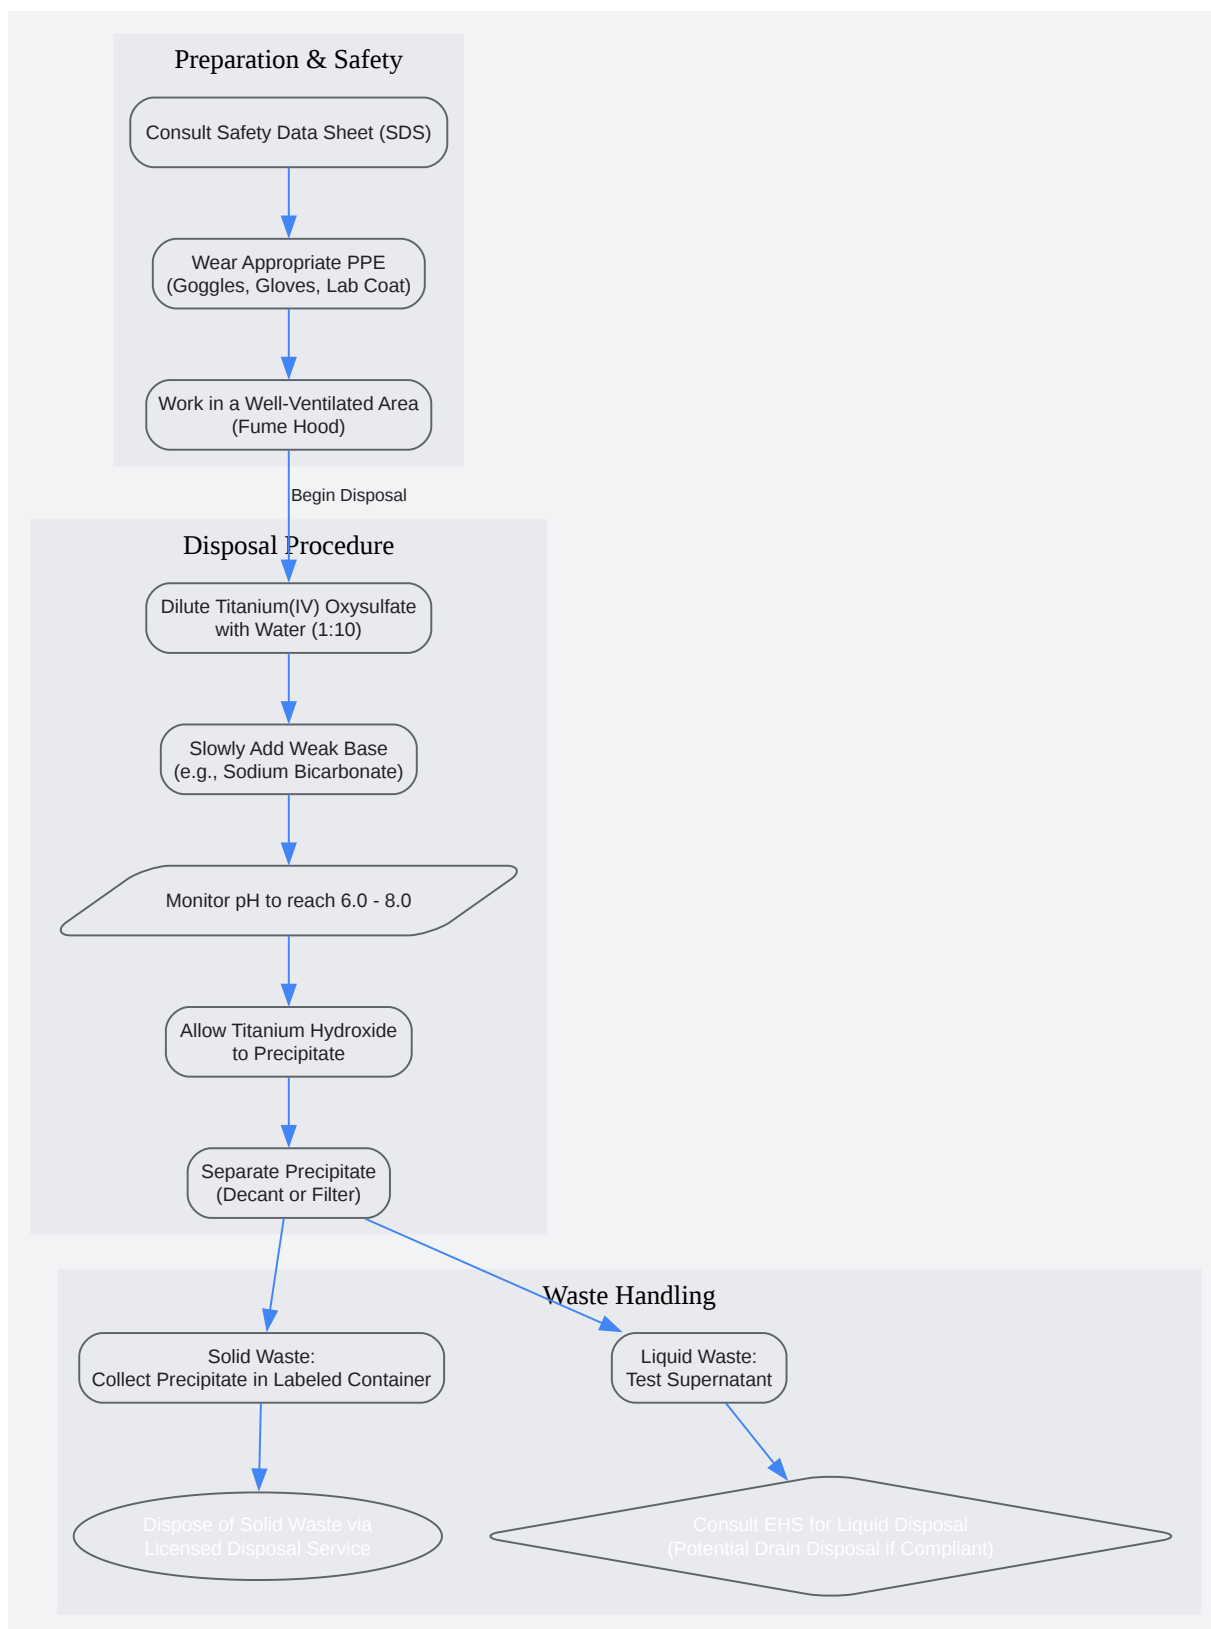 Preparation & Safety
Consult Safety Data Sheet (SDS)
Wear Appropriate PPE
(Goggles, Gloves, Lab Coat)
Work in a Well-Ventilated Area
(Fume Hood)
Begin Disposal
Disposal Procedure
Dilute Titanium(IV) Oxysulfate
with Water (1:10)
Slowly Add Weak Base
(e.g., Sodium Bicarbonate)
Monitor pH to reach 6.0 - 8.0
Allow Titanium Hydroxide
to Precipitate
Separate Precipitate
(Decant or Filter)
Waste Handling
Solid Waste:
Collect Precipitate in Labeled Container
Liquid Waste:
Test Supernatant
Dispose of Solid Waste via
Licensed Disposal Service
Consult EHS for Liquid Disposal
(Potential Drain Disposal if Compliant)